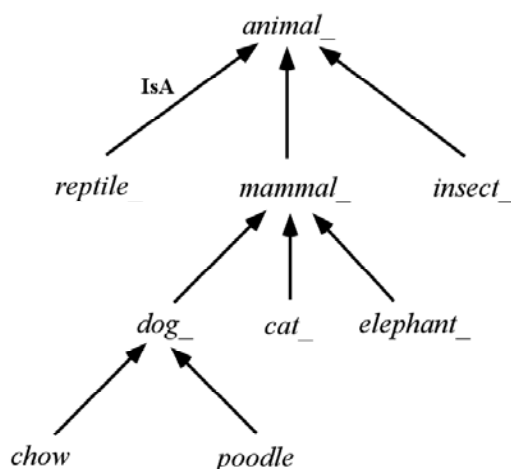 animal_
IsA
reptile_ mammal_ insect_
dog_ cat_ elephant_
chow poodle